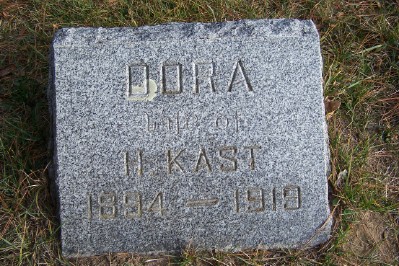 DORA
wife of
H. KAST
1894 — 1919